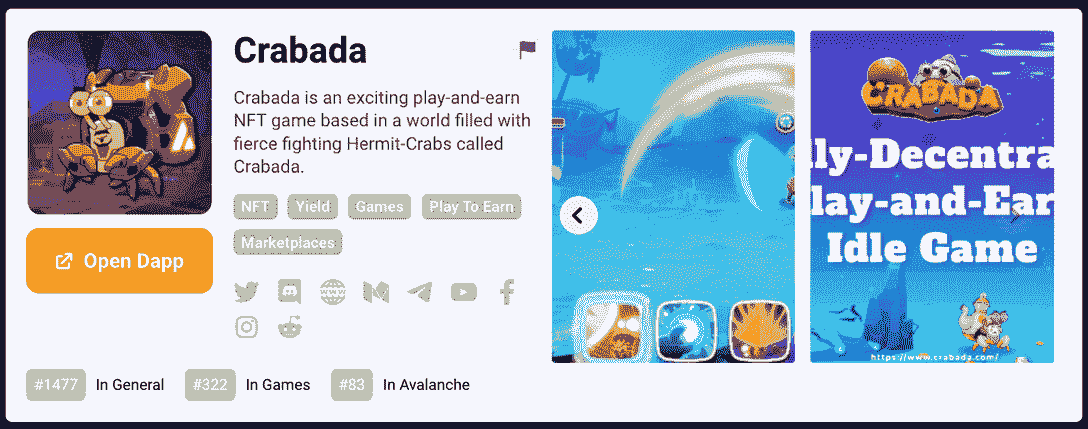 Crabada
Crabada is an exciting play-and-earn
NFT game based in a world filled with
fierce fighting Hermit-Crabs called
Crabada.
NFT Yield Games Play To Earn
Marketplaces
Open Dapp
WWW
#1477 In General #322 In Games #83 In Avalanche
CRABADA
lly-Decentra
lay-and-Ear
Idle Game
https://www.crabada.com/